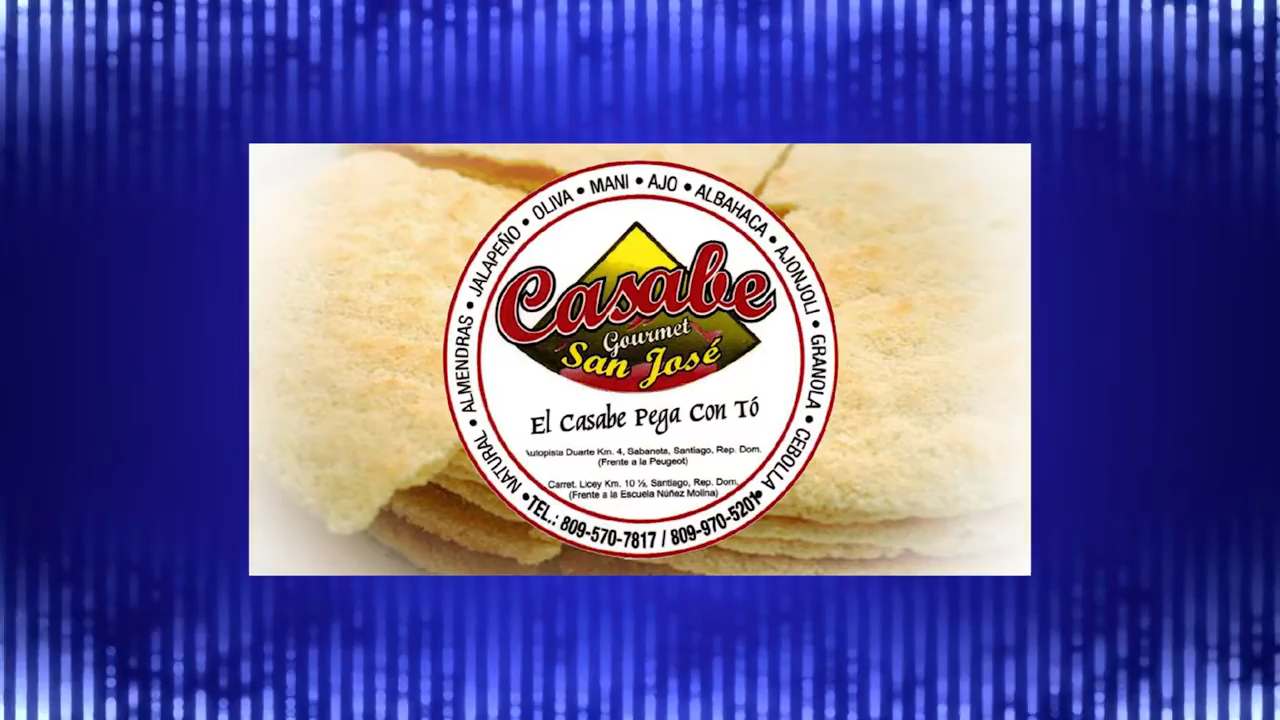 NATURAL • ALMENDRAS • JALAPEÑO • OLIVA • MANI • AJO • ALBAHACA • AJONJOLI • GRANOLA • CEBOLLA
Casabe
Gourmet
San José
El Casabe Pega Con Tó
Autopista Duarte Km. 4, Sabaneta, Santiago, Rep. Dom.
(Frente a la Peugeot)
Carret. Licey Km. 10 ½, Santiago, Rep. Dom.
(Frente a la Escuela Núñez Molina)
•TEL.: 809-570-7817 / 809-970-5201•